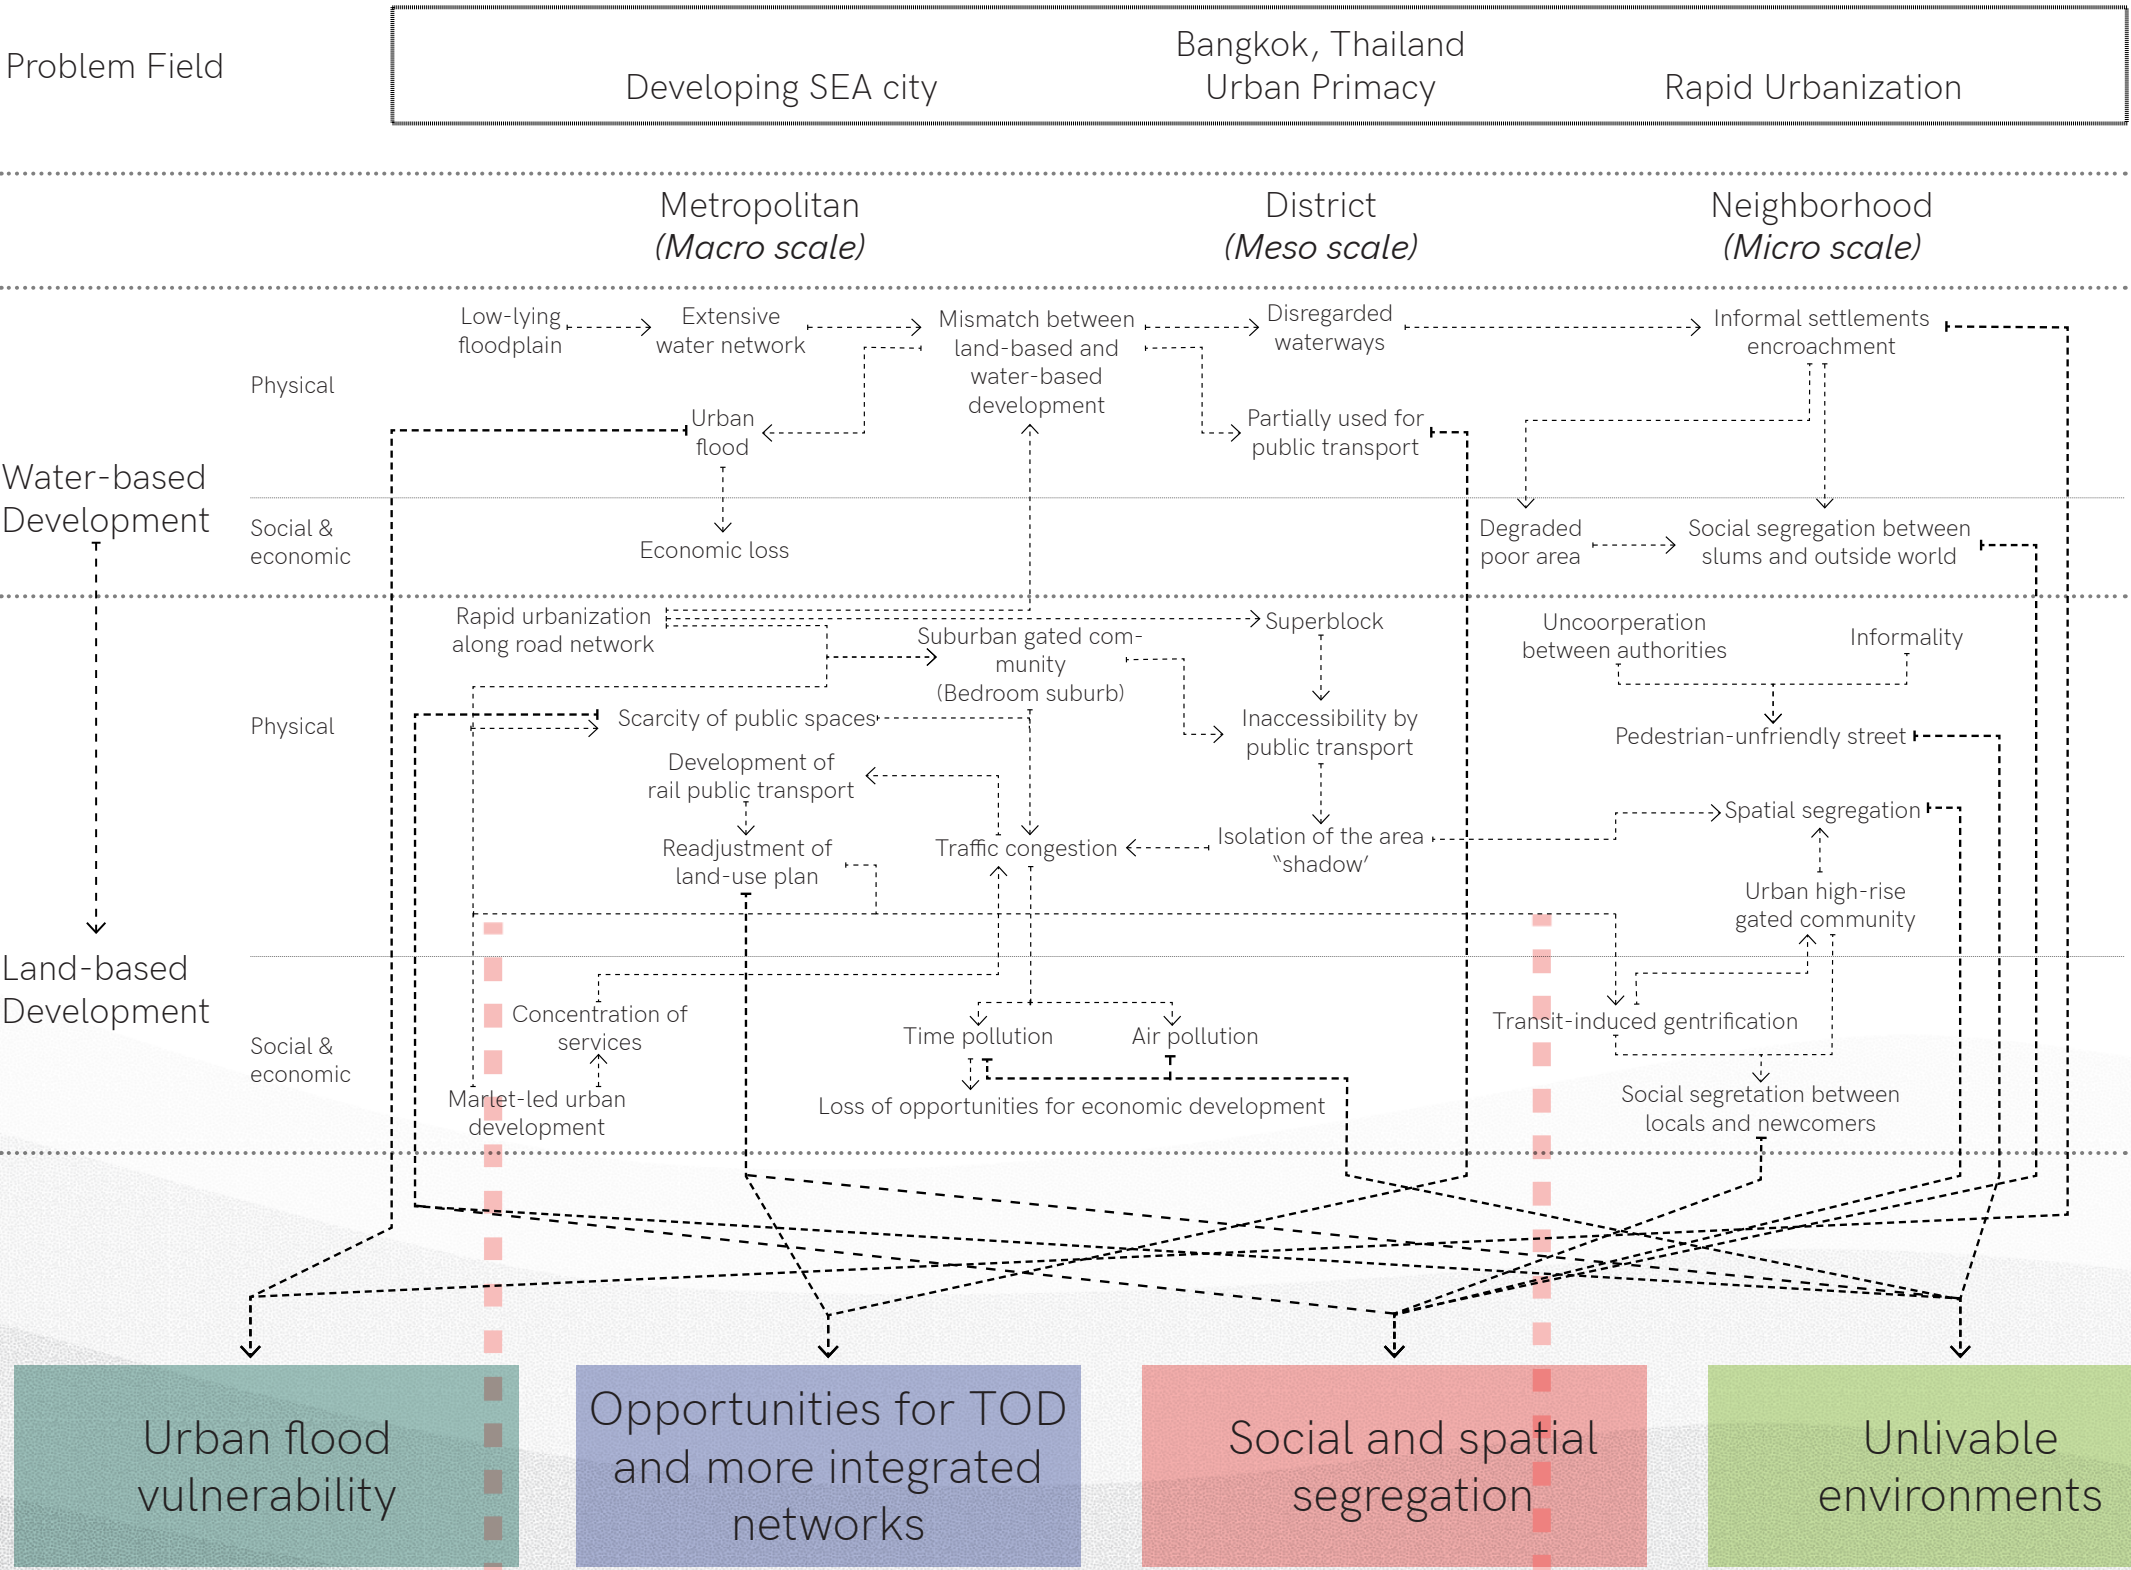 Problem Field
Bangkok, Thailand
Developing SEA city
Urban Primacy
Rapid Urbanization
Metropolitan
(Macro scale)
District
(Meso scale)
Neighborhood
(Micro scale)
Water-based
Development
Physical
Low-lying
floodplain
Extensive
water network
Mismatch between
land-based and
water-based
development
Disregarded
waterways
Informal settlements
encroachment
Urban
flood
Partially used for
public transport
Social &
economic
Economic loss
Degraded
poor area
Social segregation between
slums and outside world
Land-based
Development
Physical
Rapid urbanization
along road network
Suburban gated com-
munity
(Bedroom suburb)
Superblock
Uncoorperation
between authorities
Informality
Scarcity of public spaces
Inaccessibility by
public transport
Pedestrian-unfriendly street
Development of
rail public transport
Readjustment of
land-use plan
Traffic congestion
Isolation of the area
“shadow’
Spatial segregation
Urban high-rise
gated community
Social &
economic
Concentration of
services
Time pollution
Air pollution
Transit-induced gentrification
Marlet-led urban
development
Loss of opportunities for economic development
Social segretation between
locals and newcomers
Urban flood
vulnerability
Opportunities for TOD
and more integrated
networks
Social and spatial
segregation
Unlivable
environments